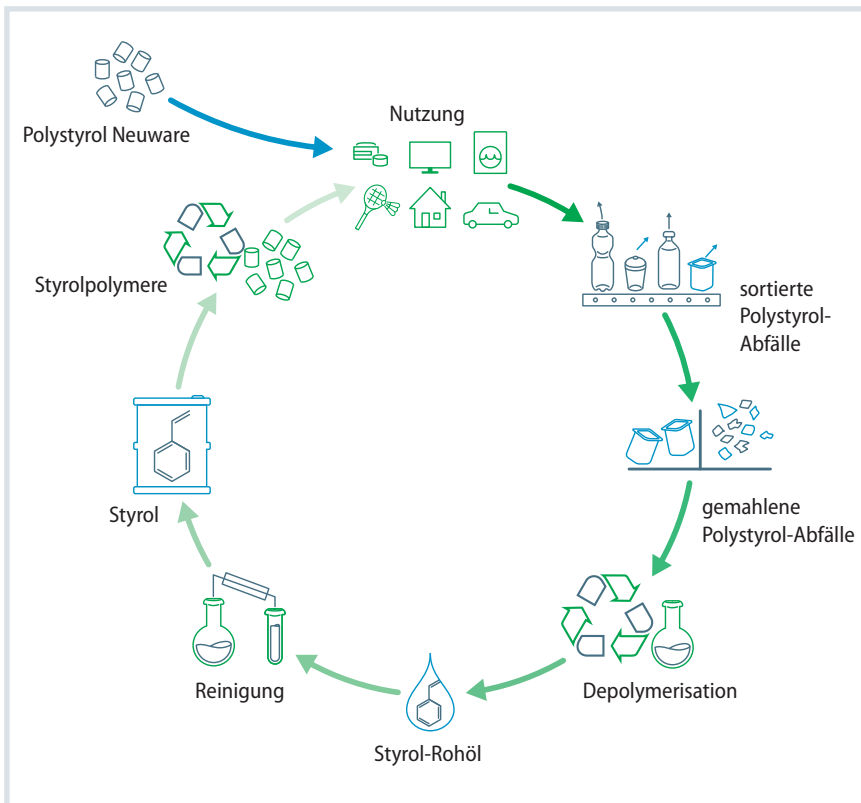 Polystyrol Neuware
Nutzung
sortierte
Polystyrol-
Abfälle
gemahlene
Polystyrol-Abfälle
Depolymerisation
Styrol-Rohöl
Reinigung
Styrol
Styrolpolymere